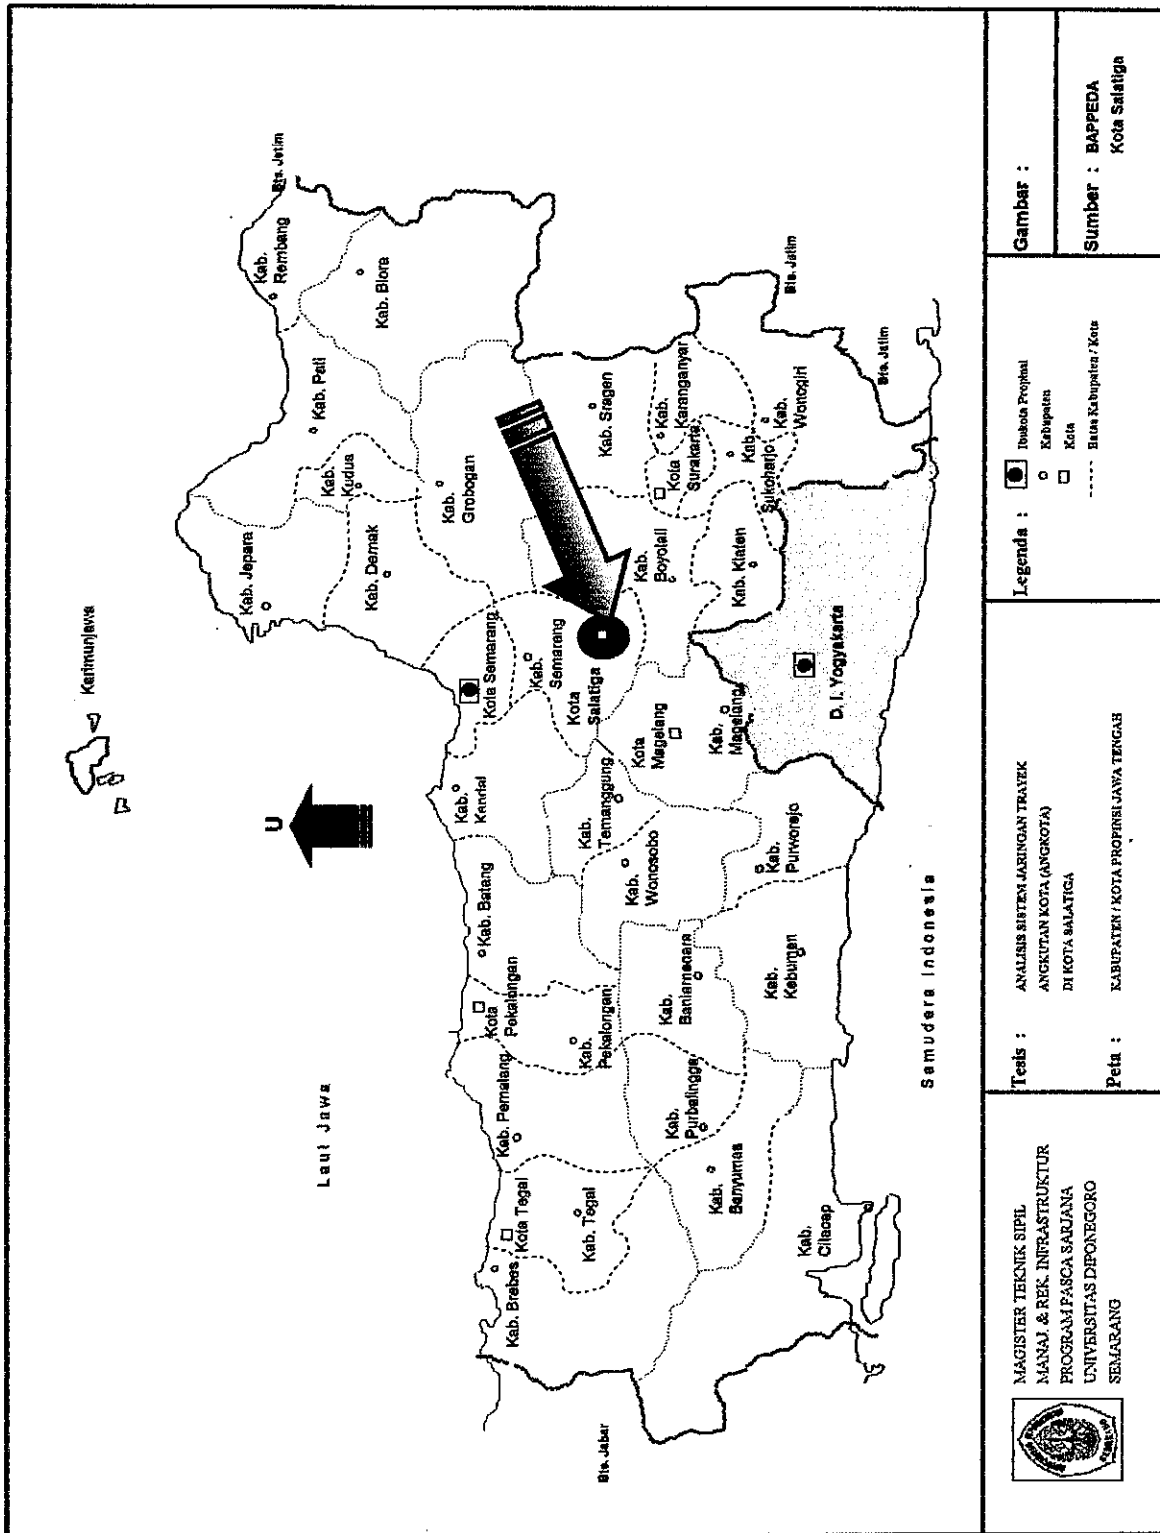 Karimunjawa
U
Laut Jawa
Kab. Jepara
Kab. Pati
Kab.
Rembang
Bts. Jatim
Kab.
Kudus
Kab. Demak
Kab. Blora
Kab.
Grobogan
Kota Semarang
Kab.
Semarang
Kota
Salatiga
Kab.
Kendal
Kab. Batang
Kota
Pekalongan
Kab.
Pekalongan
Kab. Pemalang
Kota Tegal
Kab. Tegal
Kab. Brebes
Bts. Jabar
Kab.
Temanggung
Kab.
Wonosobo
Kab.
Banjarnegara
Kab.
Purbalingga
Kab.
Banyumas
Kab.
Cilacap
Kab.
Kebumen
Kab.
Purworejo
Kota
Magelang
Kab.
Magelang
Kab.
Boyolali
Kab. Klaten
Kab. Sragen
Kab.
Karanganyar
Kota
Surakarta
Kab.
Sukoharjo
Kab.
Wonogiri
Bts. Jatim
Bts. Jatim
D. I. Yogyakarta
Samudera Indonesia
MAGISTER TEKNIK SIPIL
MANAJ. & REK. INFRASTRUKTUR
PROGRAM PASCA SARJANA
UNIVERSITAS DIPONEGORO
SEMARANG
Tesis :
ANALISIS SISTEM JARINGAN TRAYEK
ANGKUTAN KOTA (ANGKOTA)
DI KOTA SALATIGA
Peta :
KABUPATEN / KOTA PROPINSI JAWA TENGAH
Legenda :
Ibukota Propinsi
Kabupaten
Kota
Batas Kabupaten / Kota
Gambar :
Sumber : BAPPEDA
Kota Salatiga